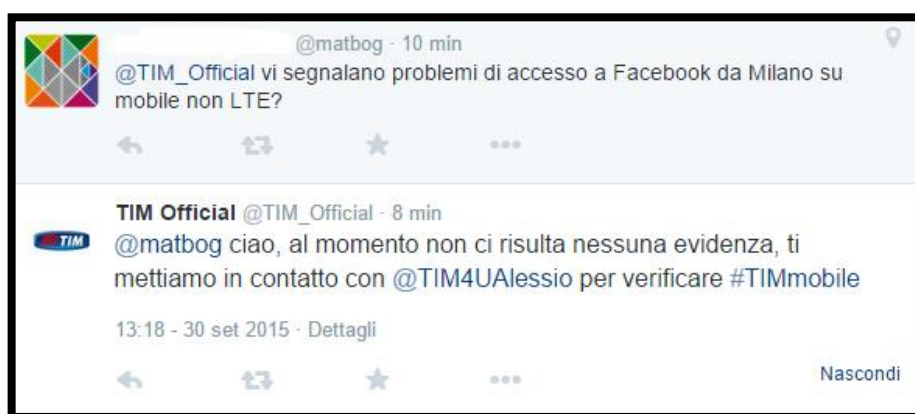 @matbog · 10 min
@TIM_Official vi segnalano problemi di accesso a Facebook da Milano su
mobile non LTE?
TIM Official @TIM_Official · 8 min
TIM
@matbog ciao, al momento non ci risulta nessuna evidenza, ti
mettiamo in contatto con @TIM4UAlessio per verificare #TIMmobile
13:18 - 30 set 2015 · Dettagli
Nascondi